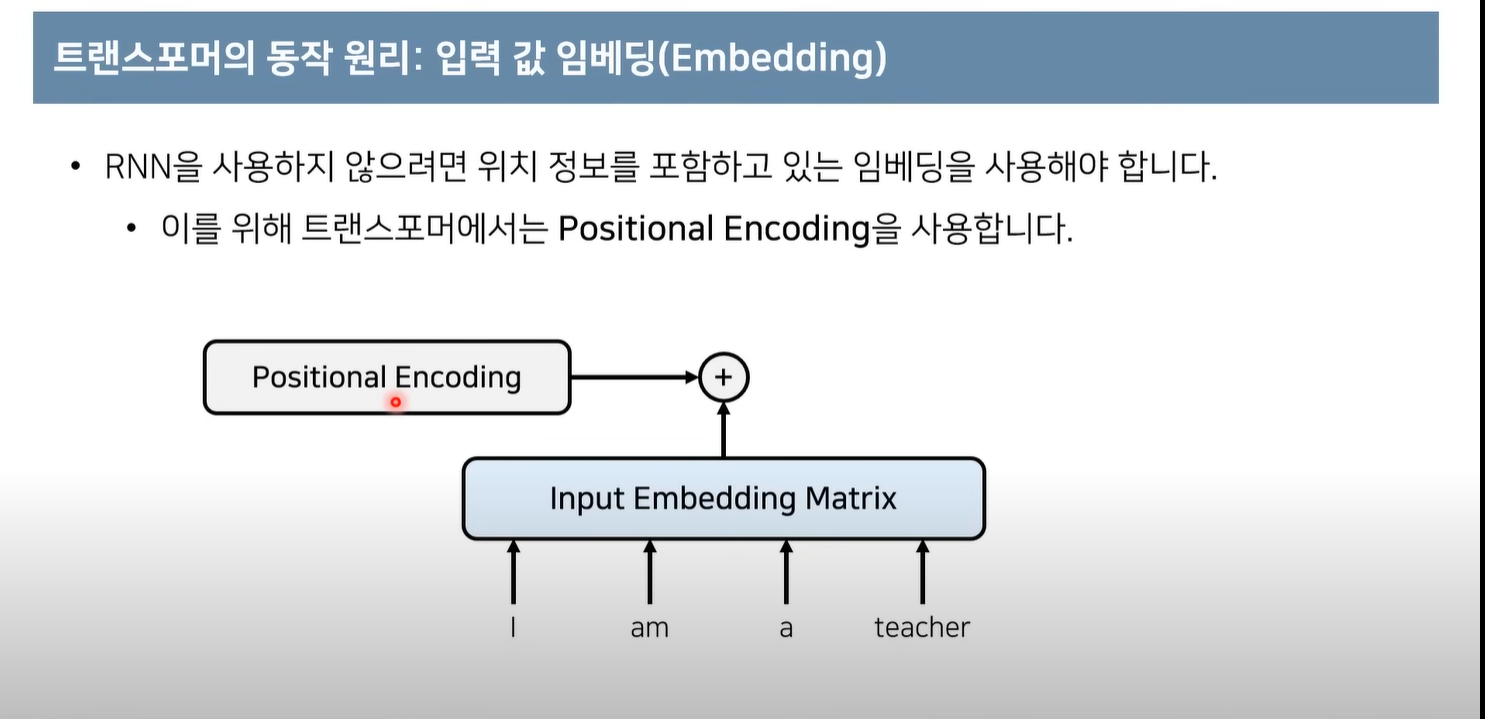 트랜스포머의 동작 원리: 입력 값 임베딩(Embedding)
• RNN을 사용하지 않으려면 위치 정보를 포함하고 있는 임베딩을 사용해야 합니다.
• 이를 위해 트랜스포머에서는 Positional Encoding을 사용합니다.
Positional Encoding
+
Input Embedding Matrix
I am a teacher